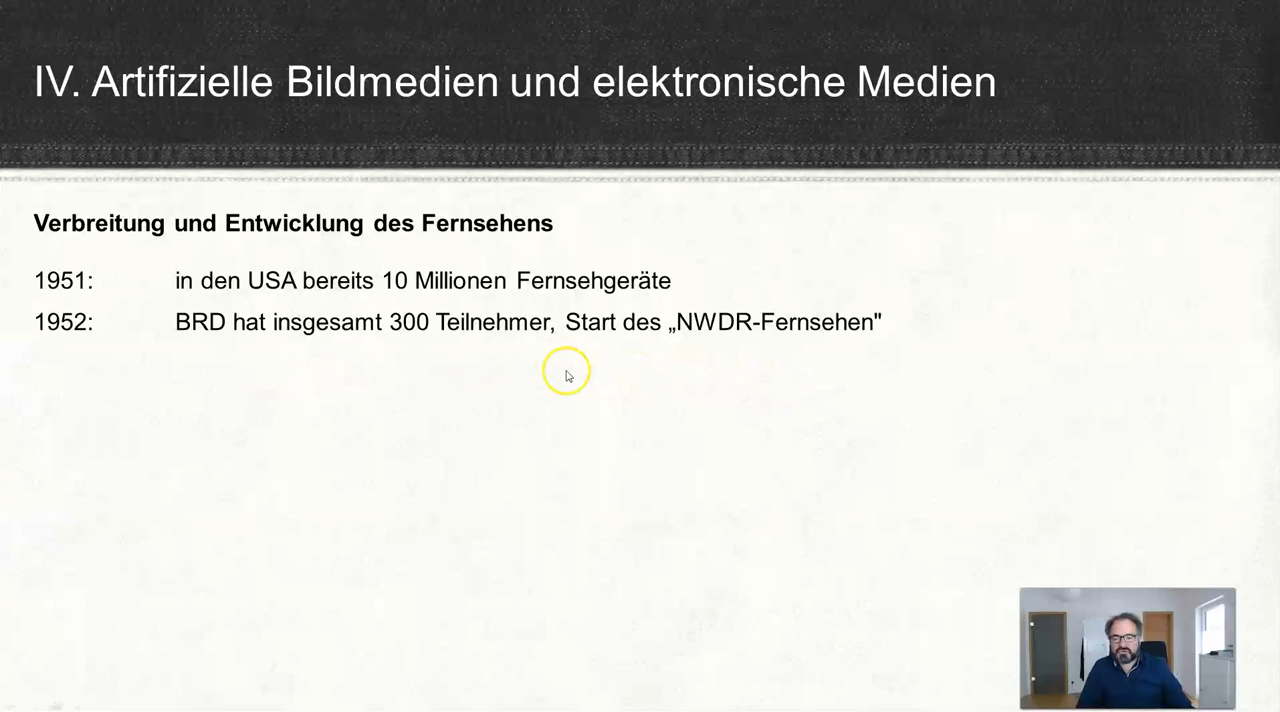 IV. Artifizielle Bildmedien und elektronische Medien
Verbreitung und Entwicklung des Fernsehens
1951: in den USA bereits 10 Millionen Fernsehgeräte
1952: BRD hat insgesamt 300 Teilnehmer, Start des „NWDR-Fernsehen"